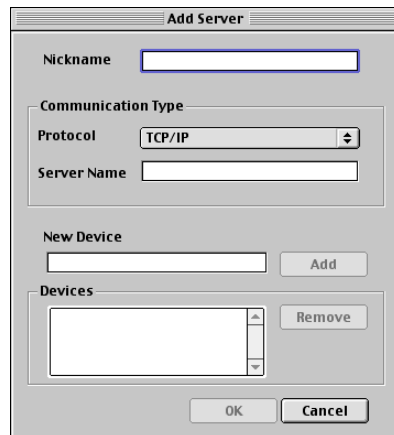 Add Server
Nickname
Communication Type
Protocol TCP/IP
Server Name
New Device
Add
Devices
Remove
OK Cancel